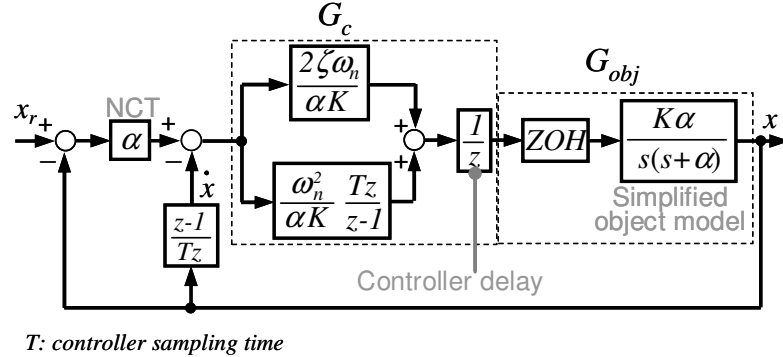 G_c
G_obj
2ζω_n
αK
x_r
+
−
NCT
α
+
−
+
+
1
z
ZOH
Kα
s(s+α)
x
ẋ
ω_n^2
αK
Tz
z-1
Simplified
object model
z-1
Tz
Controller delay
T: controller sampling time